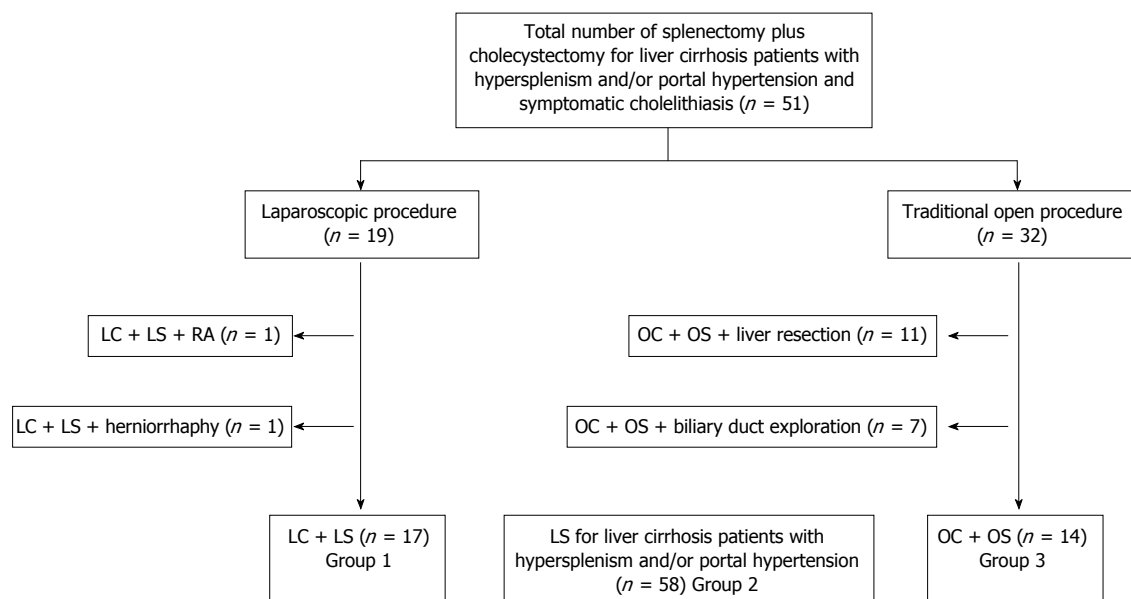 Total number of splenectomy plus
cholecystectomy for liver cirrhosis patients with
hypersplenism and/or portal hypertension and
symptomatic cholelithiasis (n = 51)
Laparoscopic procedure
(n = 19)
Traditional open procedure
(n = 32)
LC + LS + RA (n = 1)
OC + OS + liver resection (n = 11)
LC + LS + herniorrhaphy (n = 1)
OC + OS + biliary duct exploration (n = 7)
LC + LS (n = 17)
Group 1
LS for liver cirrhosis patients with
hypersplenism and/or portal hypertension
(n = 58) Group 2
OC + OS (n = 14)
Group 3